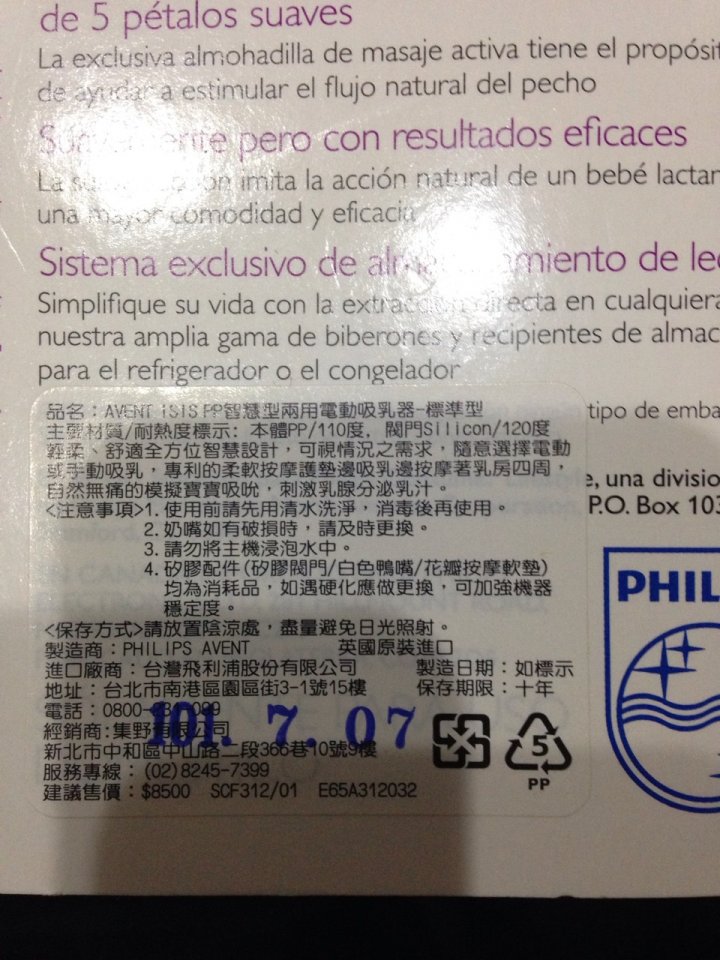 de 5 pétalos suaves
La exclusiva almohadilla de masaje activa tiene el propósit
de ayudar a estimular el flujo natural del pecho
Suavemente pero con resultados eficaces
La imita la acción natural de un bebé lactan
una mayor comodidad y eficacia
Sistema exclusivo de almacenamiento de lec
Simplifique su vida con la extracción directa en cualquiera
nuestra amplia gama de biberones y recipientes de almac
para el refrigerador o el congelador
tipo de emba
e, una divisio
P.O. Box 103
PHIL
品名：AVENT iSIS PP智慧型兩用電動吸乳器-標準型
主要材質/耐熱度標示: 本體PP/110度, 閥門Silicon/120度
輕柔、舒適全方位智慧設計，可視情況之需求，隨意選擇電動
或手動吸乳，專利的柔軟按摩護墊邊吸乳邊按摩著乳房四周，
自然無痛的模擬寶寶吸吮，刺激乳腺分泌乳汁。
<注意事項>1. 使用前請先用清水洗淨，消毒後再使用。
2. 奶嘴如有破損時，請及時更換。
3. 請勿將主機浸泡水中。
4. 矽膠配件(矽膠閥門/白色鴨嘴/花瓣按摩軟墊)
均為消耗品，如遇硬化應做更換，可加強機器
穩定度。
<保存方式>請放置陰涼處，盡量避免日光照射。
製造商：PHILIPS AVENT 英國原裝進口
進口廠商：台灣飛利浦股份有限公司 製造日期：如標示
地址：台北市南港區園區街3-1號15樓 保存期限：十年
電話：0800- 099
101. 7. 07
經銷商:集野有限公司
新北市中和區中山路二段366巷10號9樓
服務專線：(02)8245-7399
建議售價：$8500 SCF312/01 E65A312032
5
PP